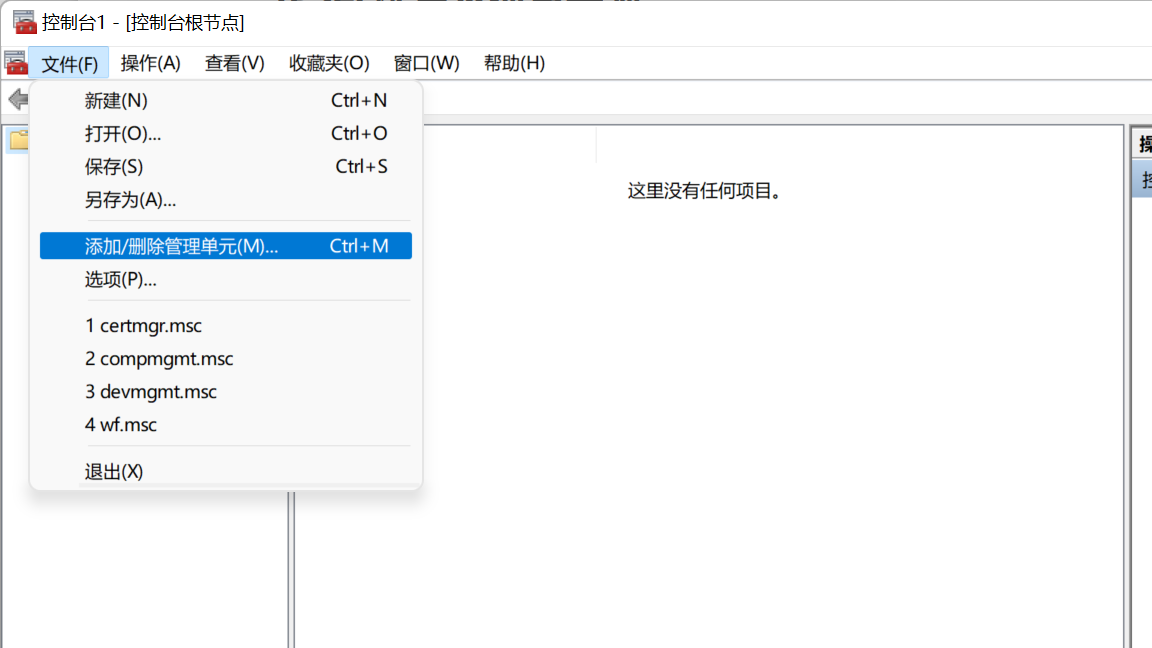 控制台1 - [控制台根节点]
文件(F) 操作(A) 查看(V) 收藏夹(O) 窗口(W) 帮助(H)
新建(N) Ctrl+N
打开(O)... Ctrl+O
保存(S) Ctrl+S
另存为(A)...
添加/删除管理单元(M)... Ctrl+M
选项(P)...
1 certmgr.msc
2 compmgmt.msc
3 devmgmt.msc
4 wf.msc
退出(X)
这里没有任何项目。
操
控